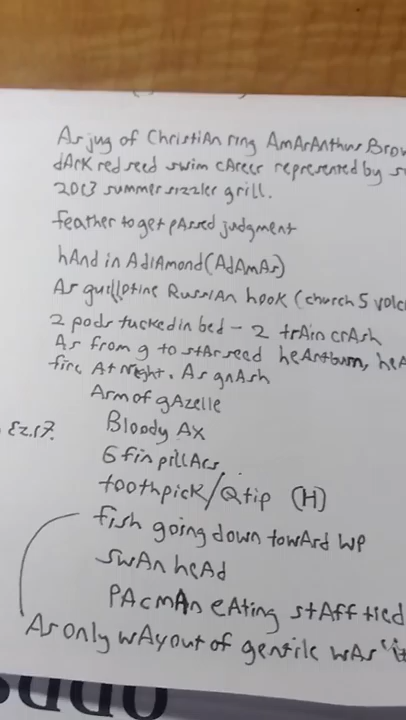 As jug of Christian ring AmArAnthus Brow
dArk red seed swim cAreer represented by s
2013 summer sizzler grill.
feather to get pAssed judgment
hAnd in A diAmond (AdAmAs)
As guillotine RussiAn hook (church 5 volc
2 pods tucked in bed - 2 trAin crAsh
As from g to stAr seed heArtburn, heA
fire At night. As gnAsh
Arm of gAzelle
Bloody Ax
Ez.17.
6 fin pillArs
toothpick/Qtip (H)
fish going down towArd WP
swAn heAd
PAcmAn eAting stAff tied
As only wAy out of gentile wAs "it